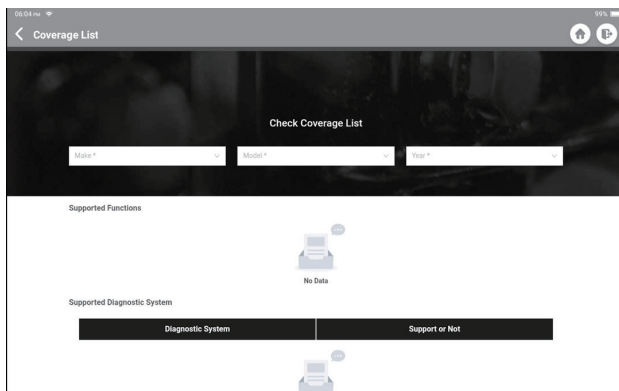 06:04 PM 99%
Coverage List
Check Coverage List
Make * Model * Year *
Supported Functions
No Data
Supported Diagnostic System
Diagnostic System Support or Not